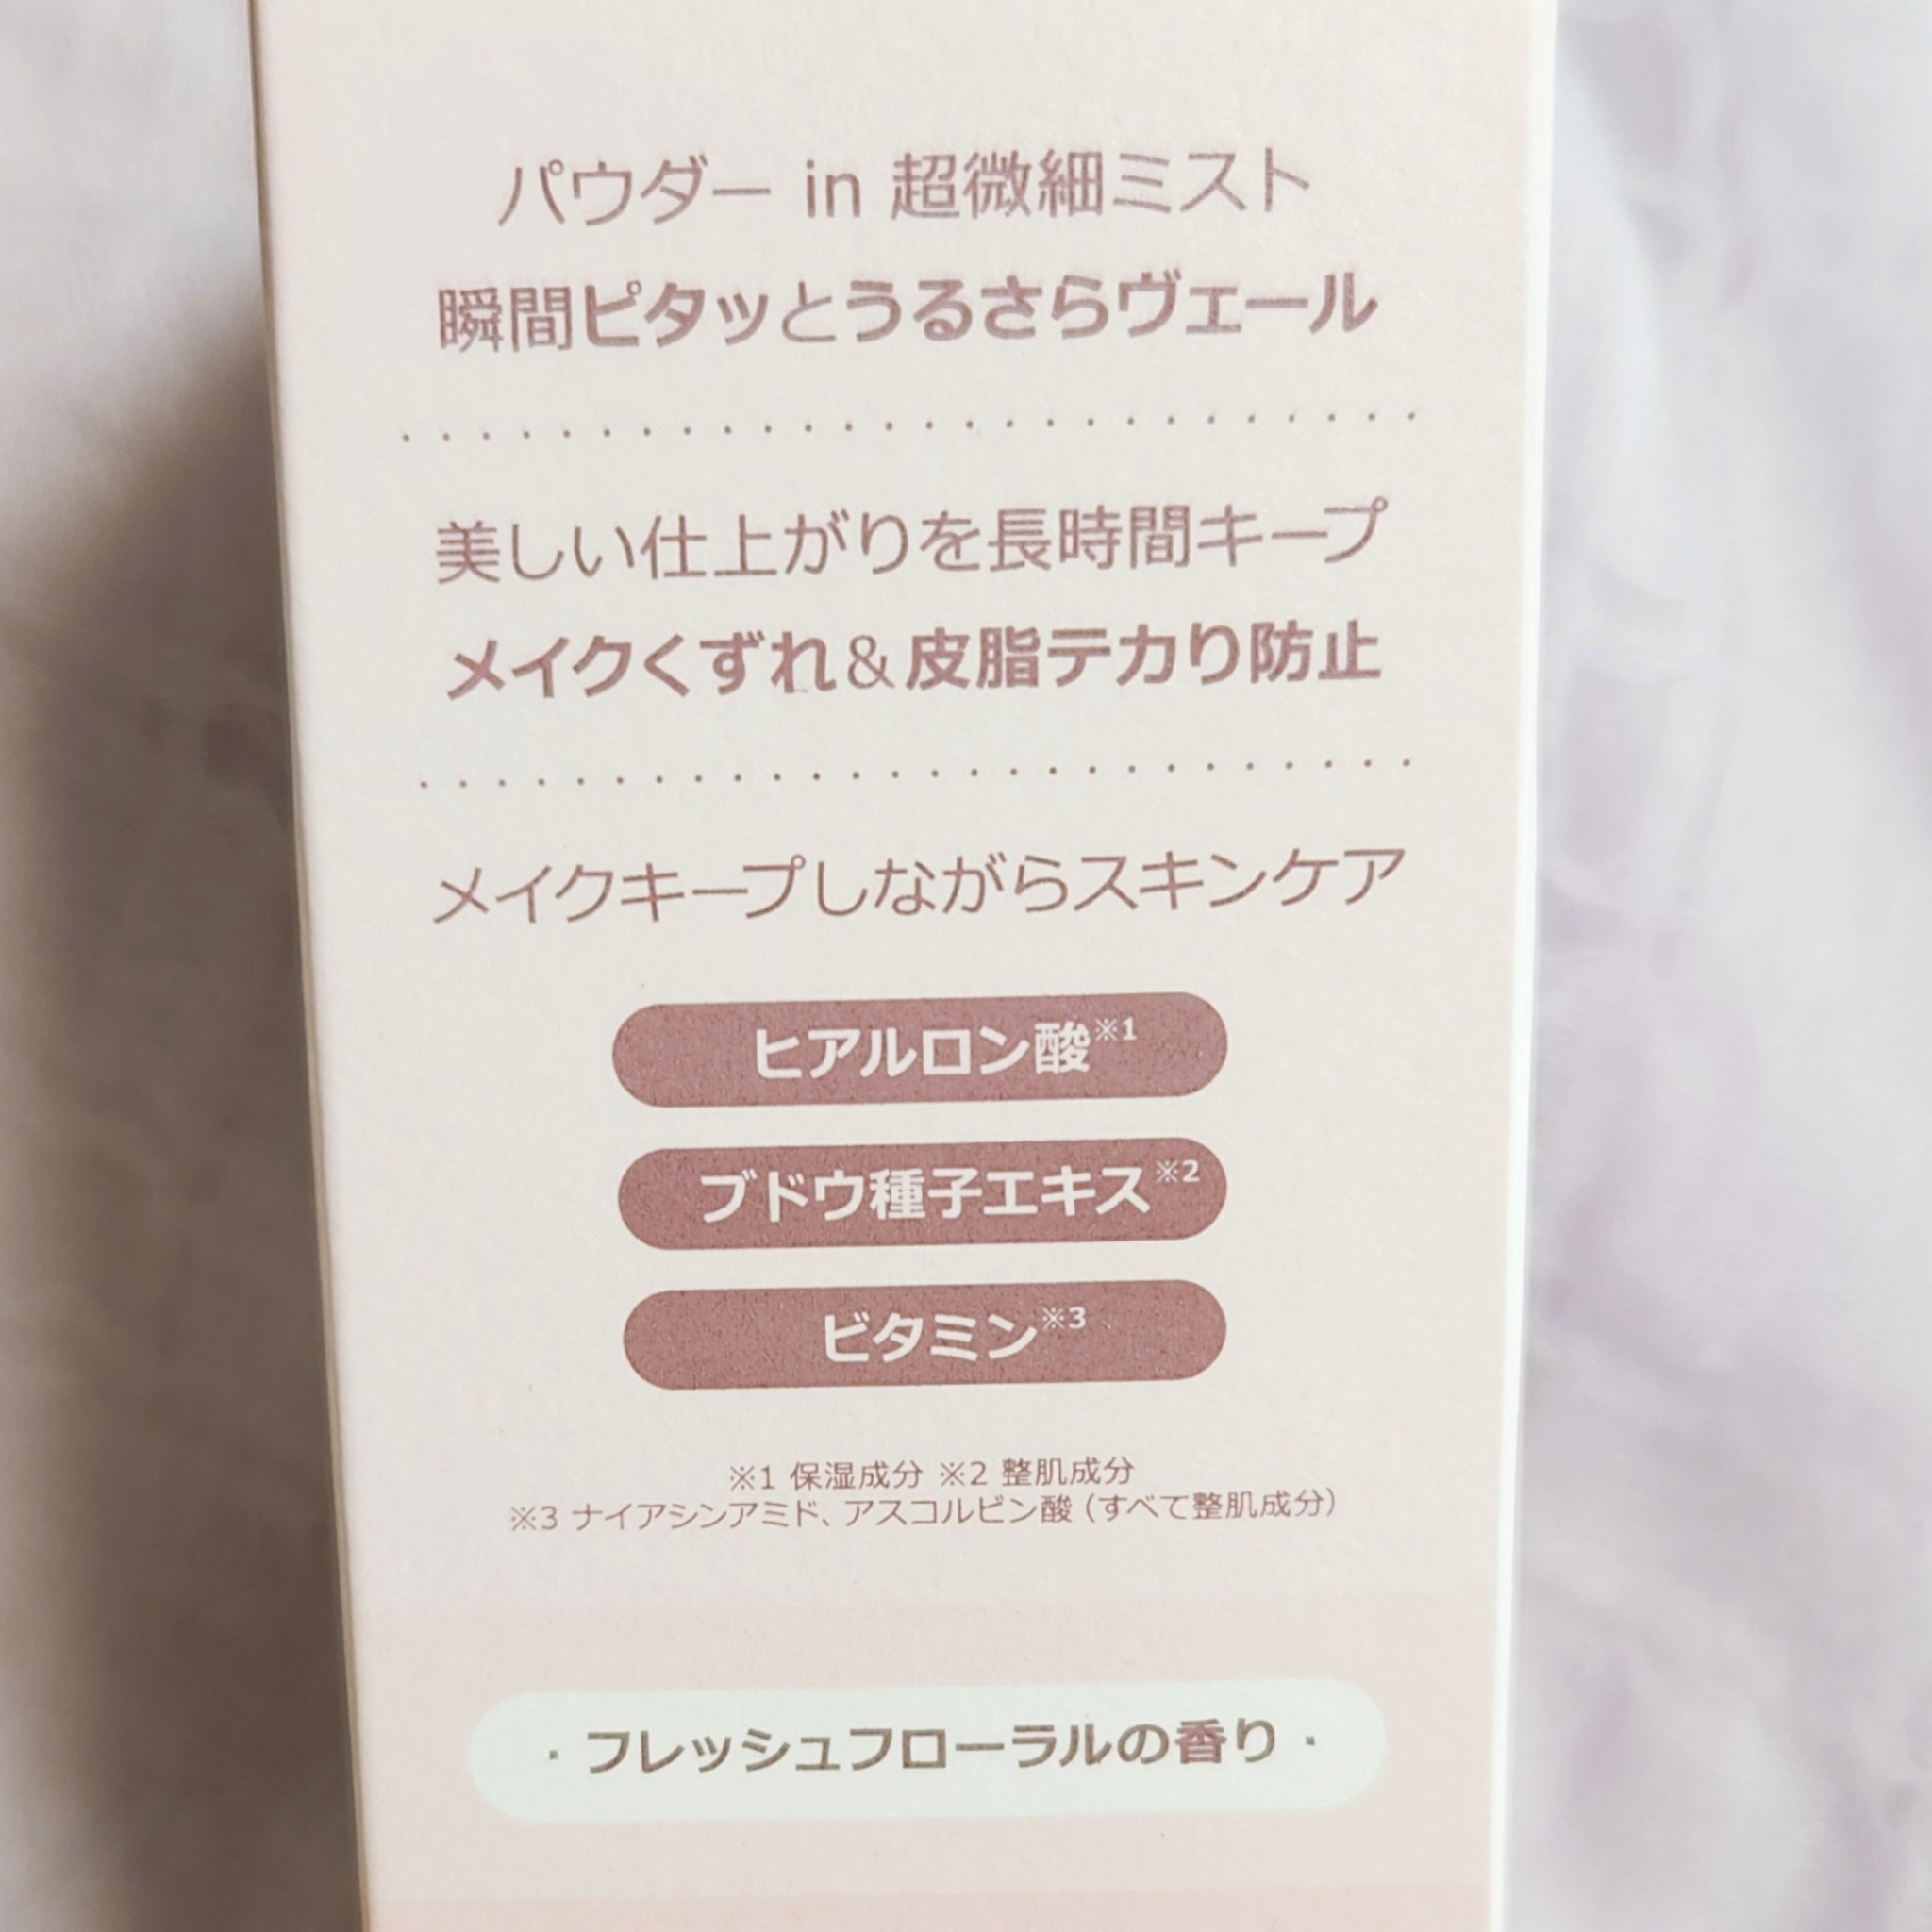 パウダー in 超微細ミスト
瞬間ピタッとうるさらヴェール
美しい仕上がりを長時間キープ
メイクくずれ&皮脂テカり防止
メイクキープしながらスキンケア
ヒアルロン酸※1
ブドウ種子エキス※2
ビタミン※3
※1 保湿成分 ※2 整肌成分
※3 ナイアシンアミド、アスコルビン酸 (すべて整肌成分)
・フレッシュフローラルの香り・